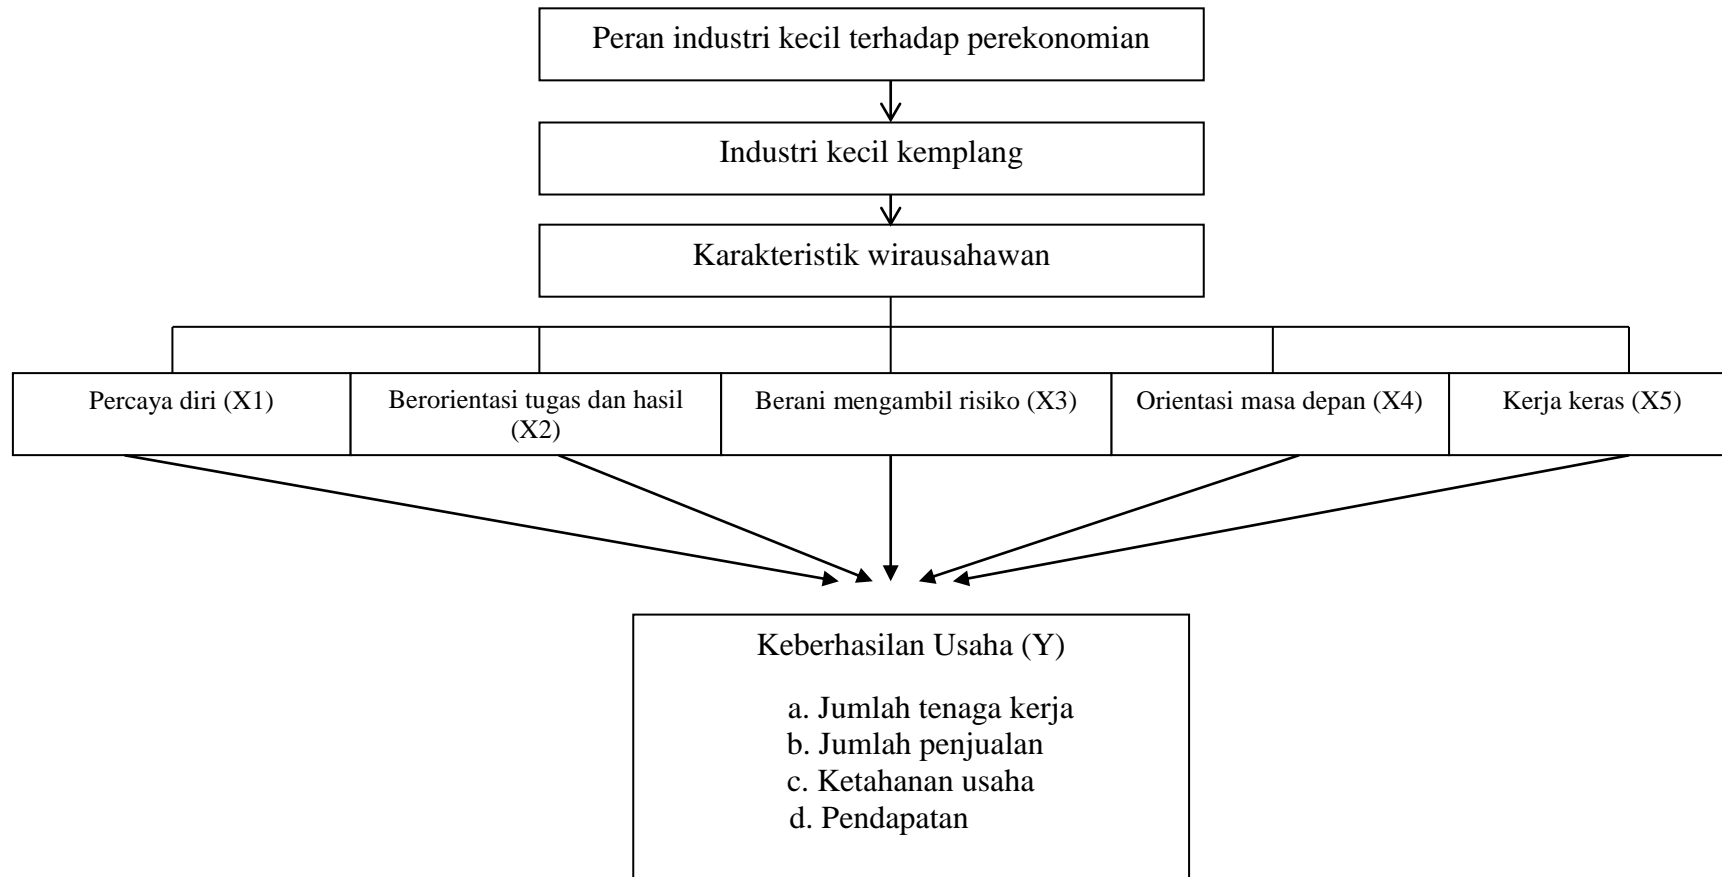 Peran industri kecil terhadap perekonomian
Industri kecil kemplang
Karakteristik wirausahawan
Percaya diri (X1)
Berorientasi tugas dan hasil
(X2)
Berani mengambil risiko (X3)
Orientasi masa depan (X4)
Kerja keras (X5)
Keberhasilan Usaha (Y)
a. Jumlah tenaga kerja
b. Jumlah penjualan
c. Ketahanan usaha
d. Pendapatan